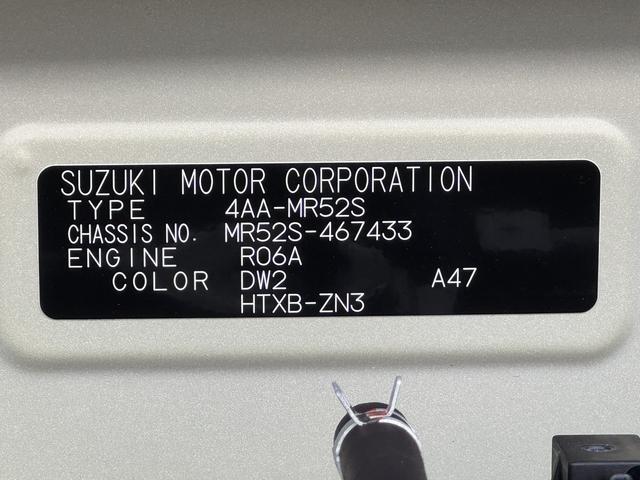 SUZUKI MOTOR CORPORATION
TYPE 4AA-MR52S
CHASSIS NO. MR52S-467433
ENGINE R06A
COLOR DW2 A47
HTXB-ZN3